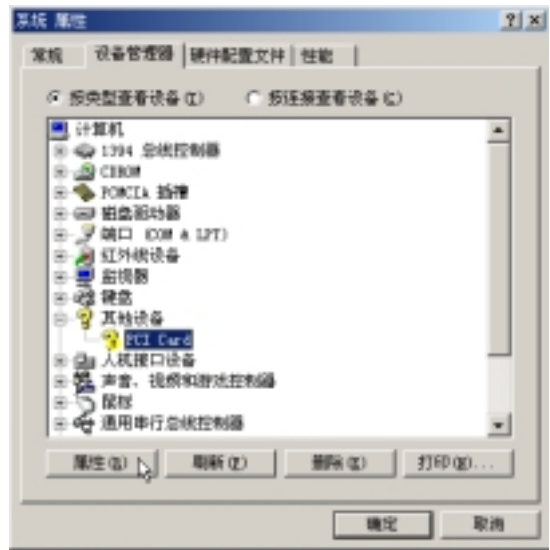 系统 属性
常规 设备管理器 硬件配置文件 性能
按类型查看设备(T) 按连接查看设备(C)
计算机
1394 总线控制器
CDROM
PCMCIA 插槽
磁盘驱动器
端口 (COM & LPT)
红外线设备
监视器
键盘
其他设备
PCI Card
人机接口设备
声音、视频和游戏控制器
鼠标
通用串行总线控制器
属性(R) 刷新(F) 删除(E) 打印(N)...
确定 取消